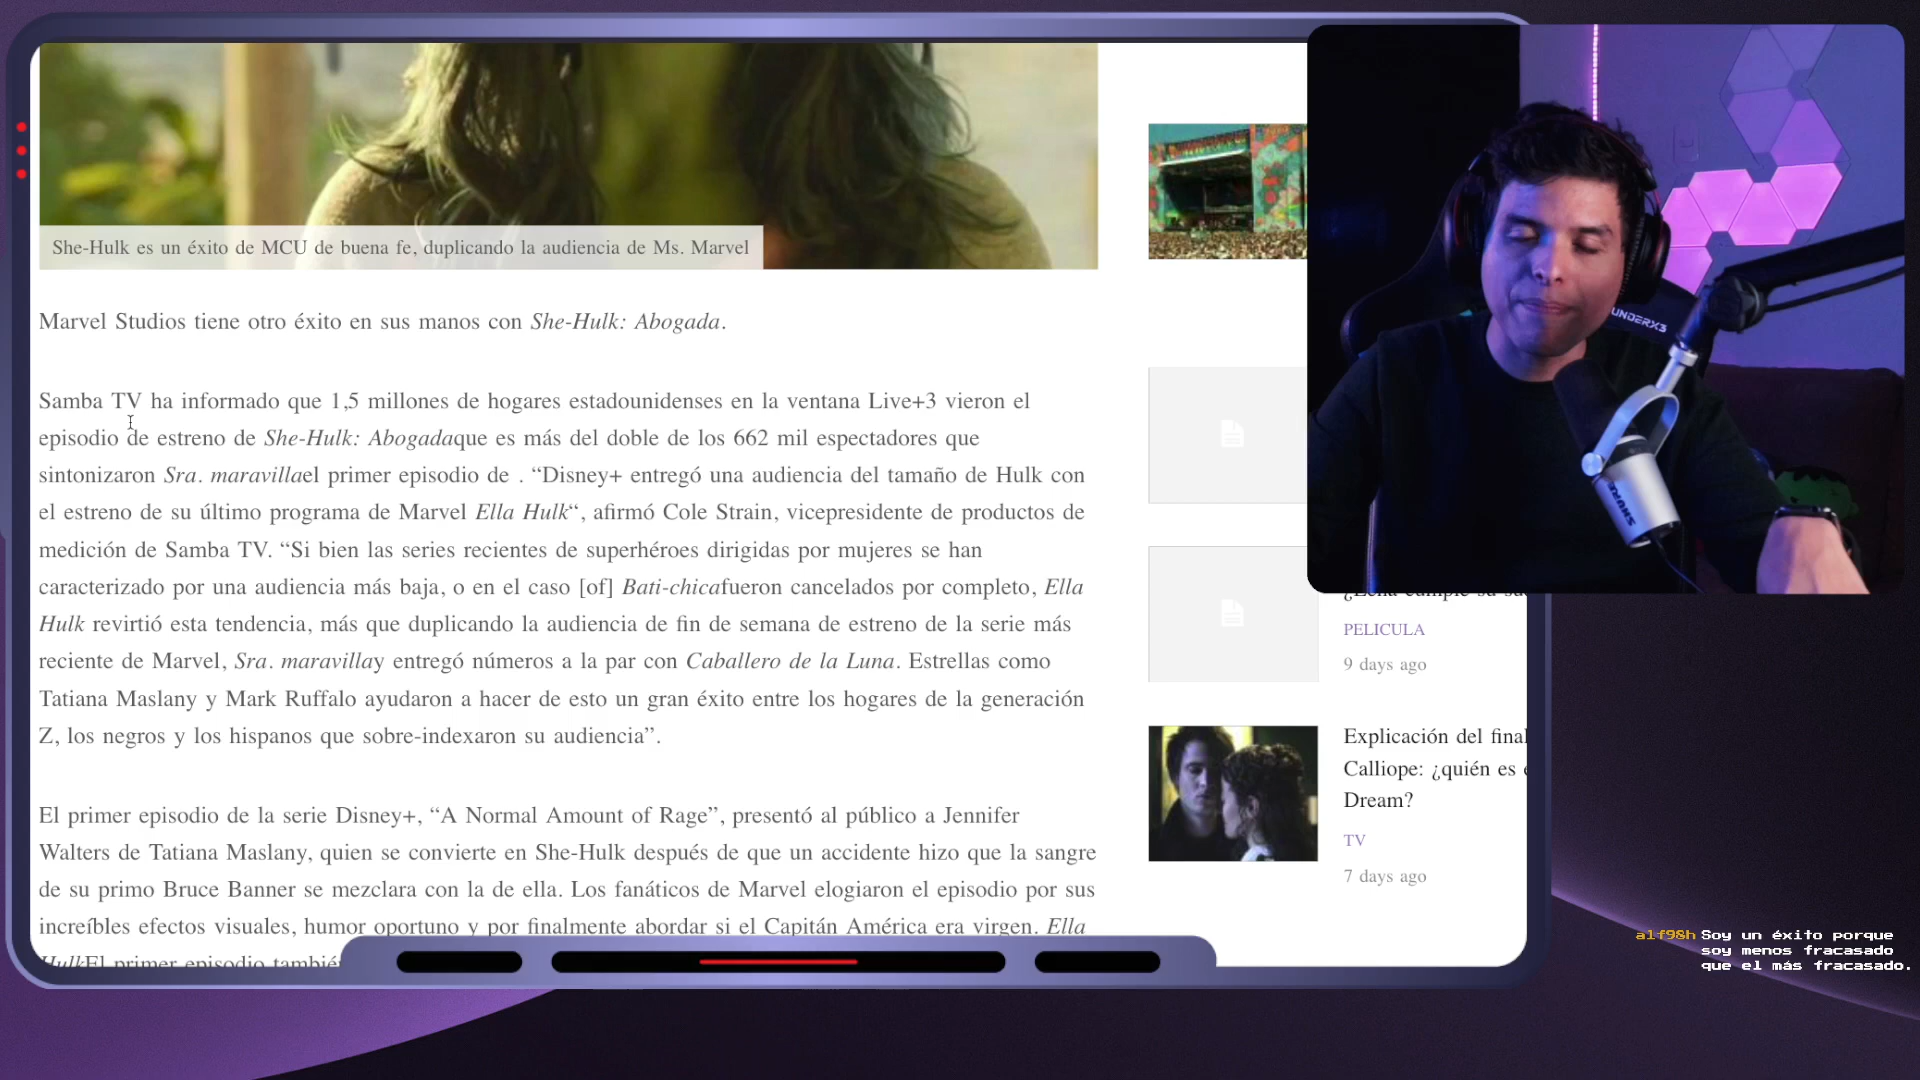 She-Hulk es un éxito de MCU de buena fe, duplicando la audiencia de Ms. Marvel
Marvel Studios tiene otro éxito en sus manos con She-Hulk: Abogada.
Samba TV ha informado que 1,5 millones de hogares estadounidenses en la ventana Live+3 vieron el
episodio de estreno de She-Hulk: Abogadaque es más del doble de los 662 mil espectadores que
sintonizaron Sra. maravillael primer episodio de . “Disney+ entregó una audiencia del tamaño de Hulk con
el estreno de su último programa de Marvel Ella Hulk“, afirmó Cole Strain, vicepresidente de productos de
medición de Samba TV. “Si bien las series recientes de superhéroes dirigidas por mujeres se han
caracterizado por una audiencia más baja, o en el caso [of] Bati-chicafueron cancelados por completo, Ella
Hulk revirtió esta tendencia, más que duplicando la audiencia de fin de semana de estreno de la serie más
reciente de Marvel, Sra. maravillay entregó números a la par con Caballero de la Luna. Estrellas como
Tatiana Maslany y Mark Ruffalo ayudaron a hacer de esto un gran éxito entre los hogares de la generación
Z, los negros y los hispanos que sobre-indexaron su audiencia”.
El primer episodio de la serie Disney+, “A Normal Amount of Rage”, presentó al público a Jennifer
Walters de Tatiana Maslany, quien se convierte en She-Hulk después de que un accidente hizo que la sangre
de su primo Bruce Banner se mezclara con la de ella. Los fanáticos de Marvel elogiaron el episodio por sus
increíbles efectos visuales, humor oportuno y por finalmente abordar si el Capitán América era virgen. Ella
HulkEl primer episodio también
PELICULA
9 days ago
Explicación del final
Calliope: ¿quién es
Dream?
TV
7 days ago
UNDERX3
SHURE
alf98h Soy un éxito porque
soy menos fracasado
que el más fracasado.